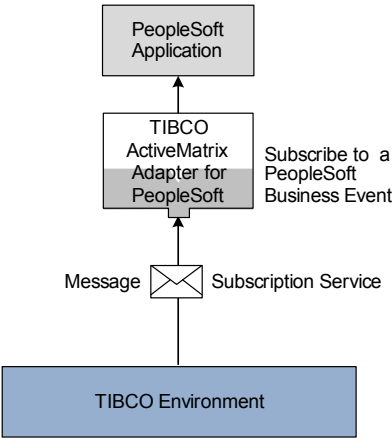 PeopleSoft
Application
TIBCO
ActiveMatrix
Adapter for
PeopleSoft
Subscribe to a
PeopleSoft
Business Event
Message
Subscription Service
TIBCO Environment